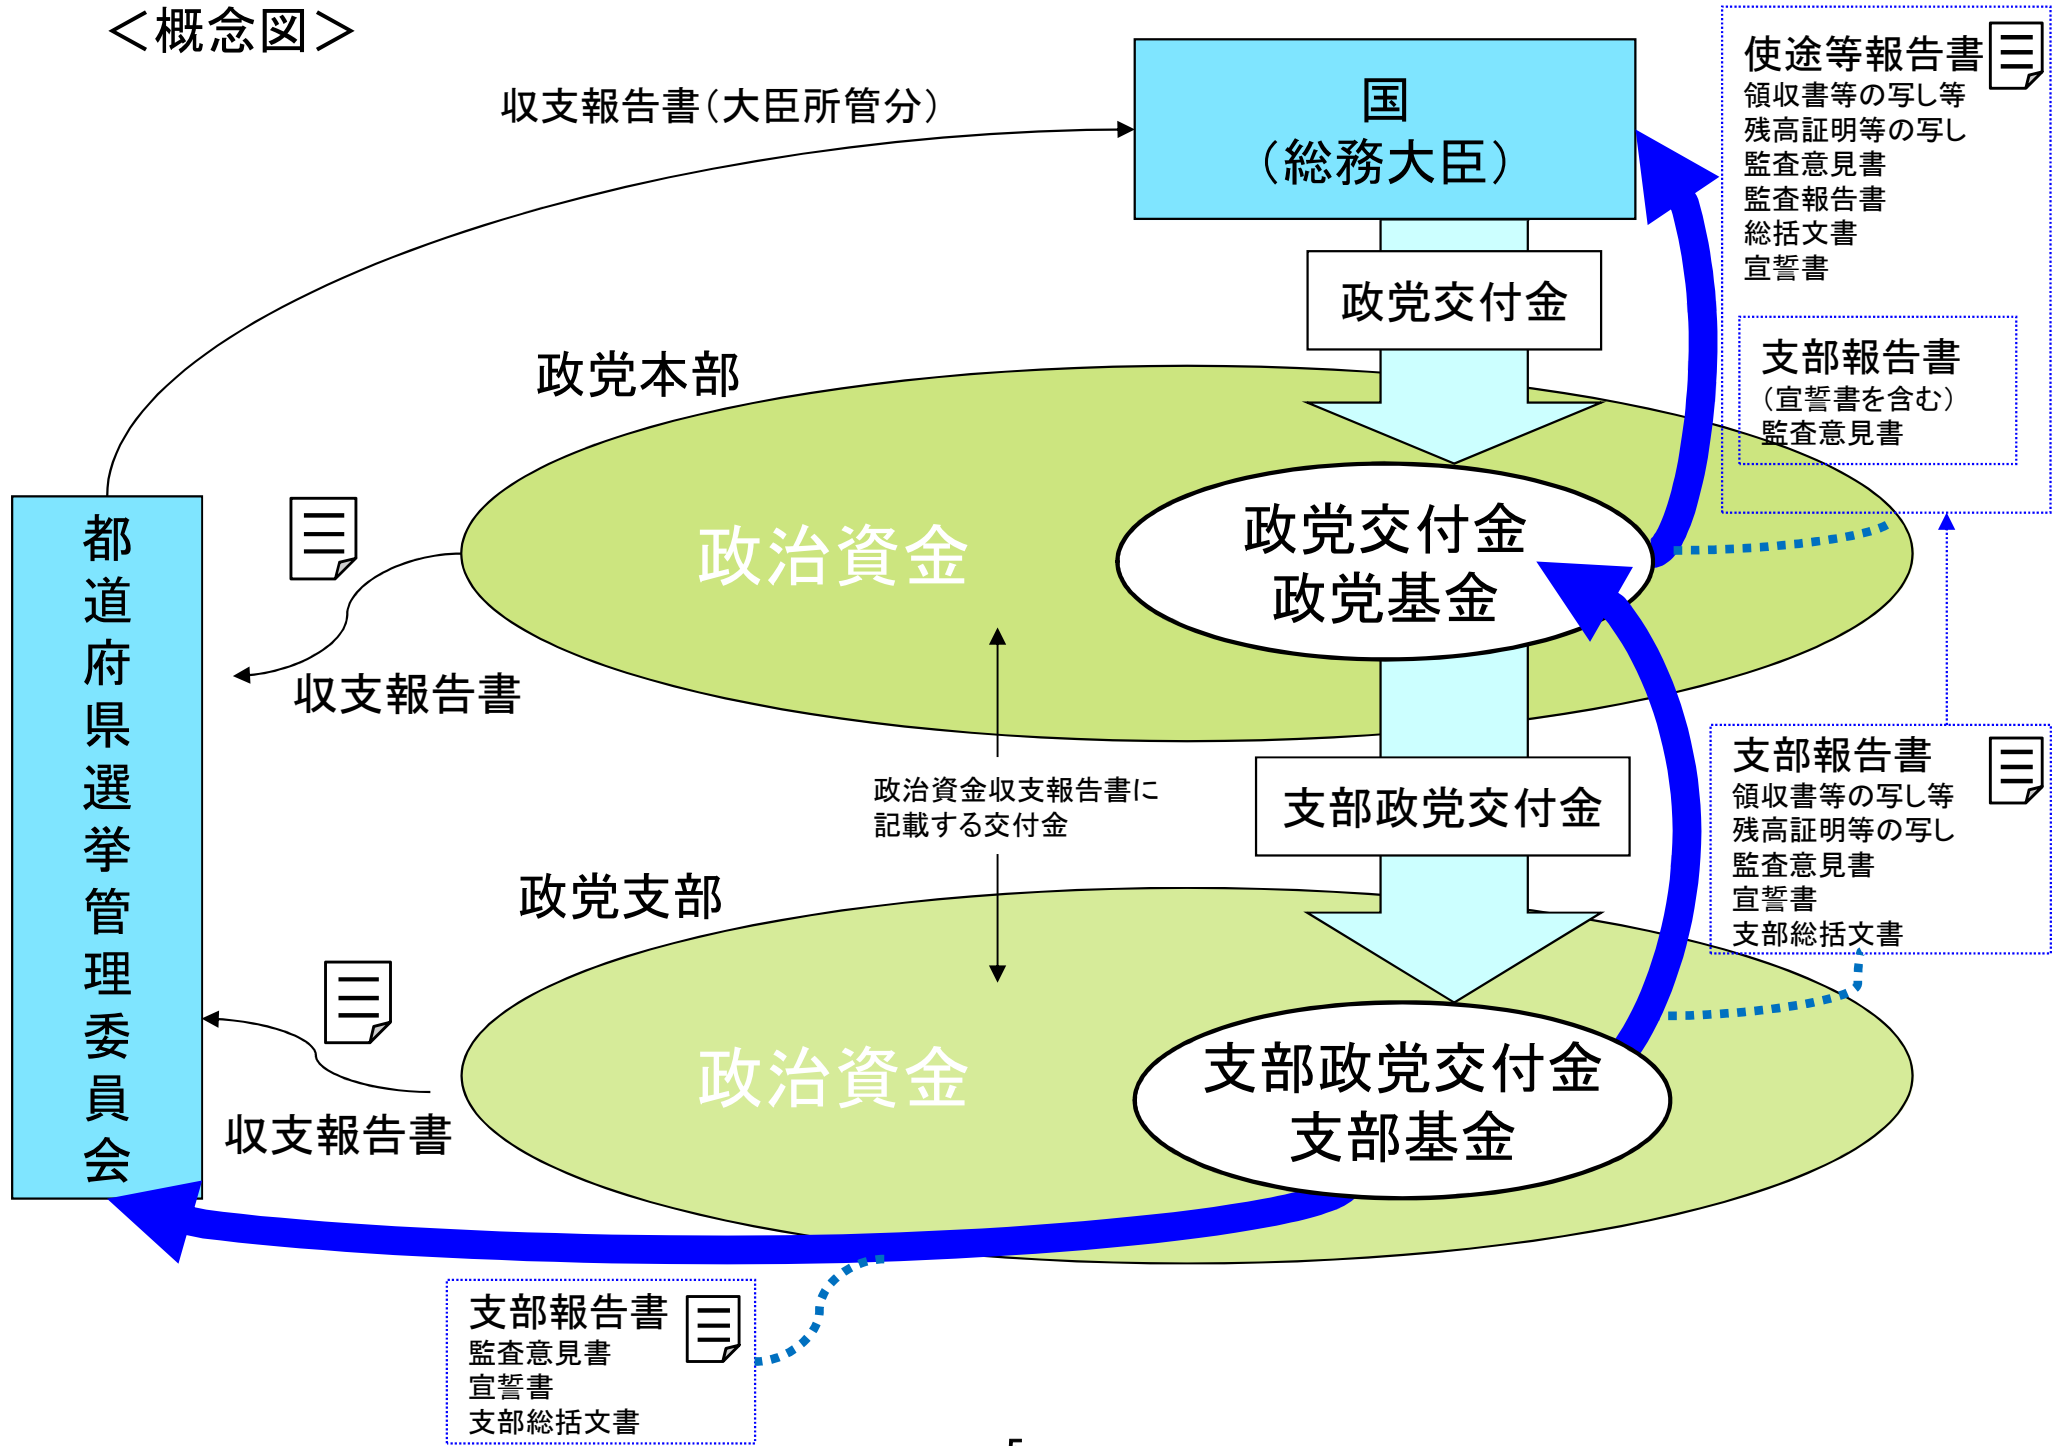 ＜概念図＞
収支報告書（大臣所管分）
国
（総務大臣）
使途等報告書
領収書等の写し等
残高証明等の写し
監査意見書
監査報告書
総括文書
宣誓書
政党交付金
支部報告書
（宣誓書を含む）
監査意見書
政党本部
政治資金
政党交付金
政党基金
都道府県選挙管理委員会
収支報告書
政治資金収支報告書に
記載する交付金
支部政党交付金
支部報告書
領収書等の写し等
残高証明等の写し
監査意見書
宣誓書
支部総括文書
政党支部
政治資金
支部政党交付金
支部基金
収支報告書
支部報告書
監査意見書
宣誓書
支部総括文書